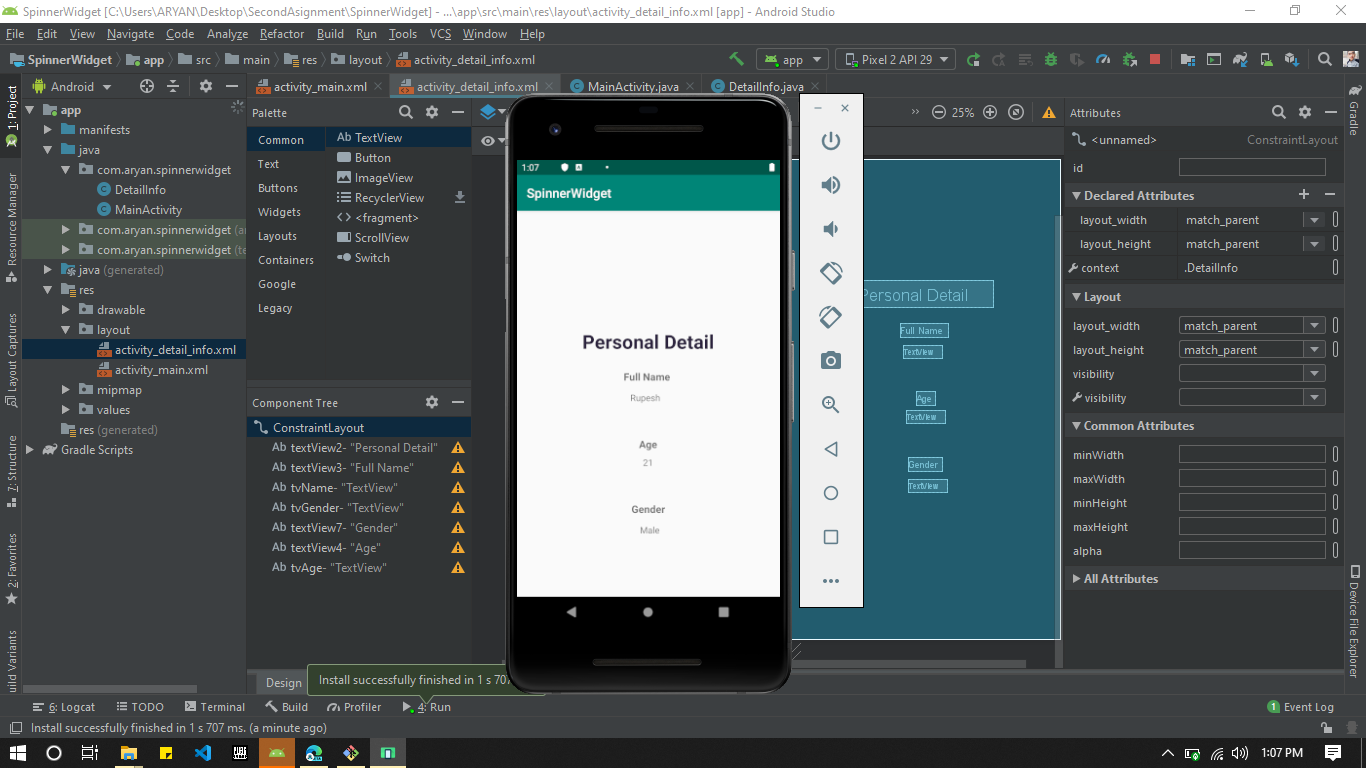 SpinnerWidget [C:\Users\ARYAN\Desktop\SecondAsignment\SpinnerWidget] - ...\app\src\main\res\layout\activity_detail_info.xml [app] - Android Studio
File Edit View Navigate Code Analyze Refactor Build Run Tools VCS Window Help
SpinnerWidget app src main res layout activity_detail_info.xml app Pixel 2 API 29
1: Project
Resource Manager
Layout Captures
7: Structure
2: Favorites
Android
app
manifests
java
com.aryan.spinnerwidget
DetailInfo
MainActivity
com.aryan.spinnerwidget
com.aryan.spinnerwidget
java (generated)
res
drawable
layout
activity_detail_info.xml
activity_main.xml
mipmap
values
res (generated)
Gradle Scripts
activity_main.xml activity_detail_info.xml MainActivity.java DetailInfo.java
Palette
Common
Text
Buttons
Widgets
Layouts
Containers
Google
Legacy
Ab TextView
Button
ImageView
RecyclerView
<fragment>
ScrollView
Switch
Component Tree
ConstraintLayout
Ab textView2- "Personal Detail"
Ab textView3- "Full Name"
Ab tvName- "TextView"
Ab tvGender- "TextView"
Ab textView7- "Gender"
Ab textView4- "Age"
Ab tvAge- "TextView"
Design
Install successfully finished in 1 s 707
1:07
SpinnerWidget
Personal Detail
Full Name
Rupesh
Age
21
Gender
Male
25%
Personal Detail
Full Name
TextView
Age
TextView
Gender
TextView
Attributes
<unnamed> ConstraintLayout
id
Declared Attributes
layout_width match_parent
layout_height match_parent
context .DetailInfo
Layout
layout_width match_parent
layout_height match_parent
visibility
visibility
Common Attributes
minWidth
maxWidth
minHeight
maxHeight
alpha
All Attributes
Gradle
Device File Explorer
6: Logcat TODO Terminal Build Profiler 4: Run 1 Event Log
Install successfully finished in 1 s 707 ms. (a minute ago)
1:07 PM